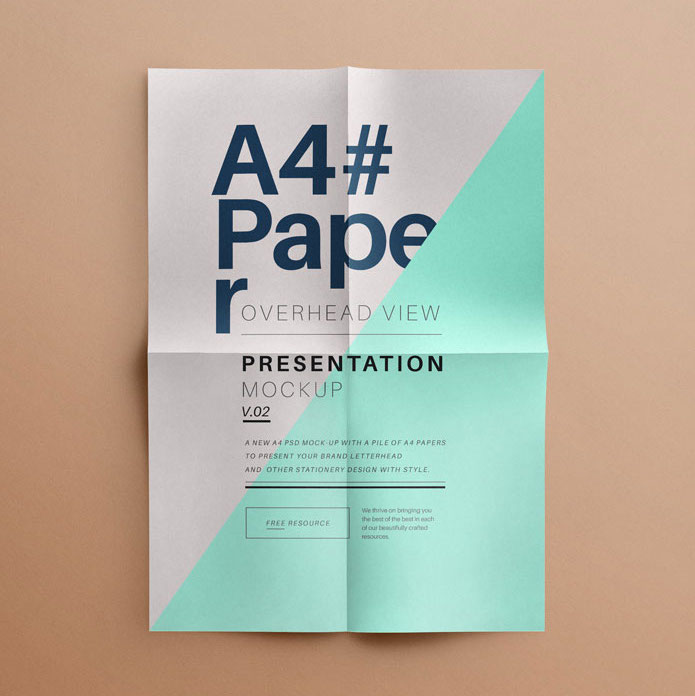 A4#
Pape
r
OVERHEAD VIEW
PRESENTATION
MOCKUP
V.02
A NEW A4 PSD MOCK-UP WITH A PILE OF A4 PAPERS
TO PRESENT YOUR BRAND LETTERHEAD
AND OTHER STATIONERY DESIGN WITH STYLE.
FREE RESOURCE
We thrive on bringing you
the best of the best in each
of our beautifully crafted
resources.